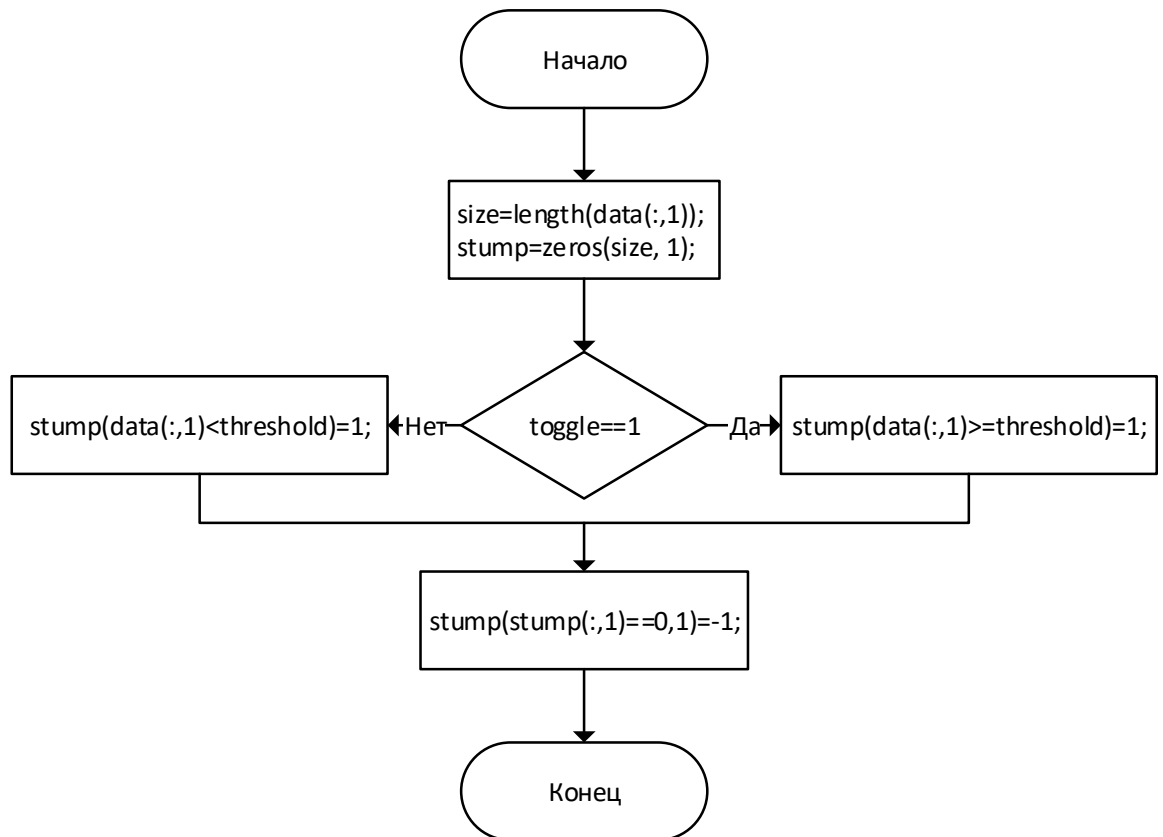 Начало
size=length(data(:,1));
stump=zeros(size, 1);
stump(data(:,1)<threshold)=1;
Нет
toggle==1
Да
stump(data(:,1)>=threshold)=1;
stump(stump(:,1)==0,1)=-1;
Конец